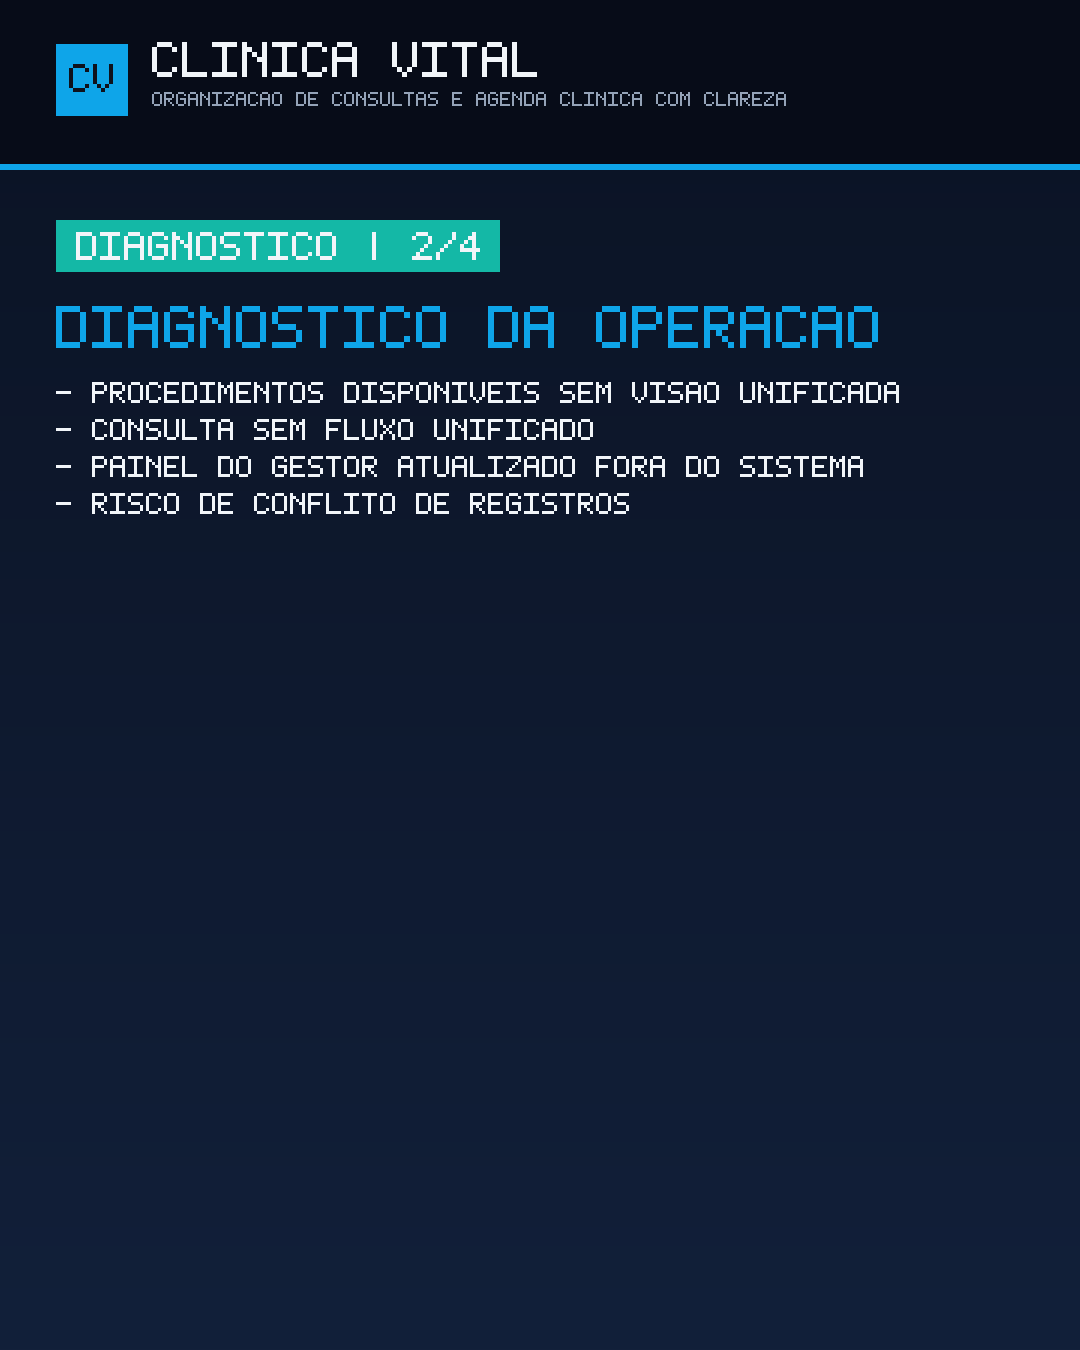 CV
CLINICA VITAL
ORGANIZACAO DE CONSULTAS E AGENDA CLINICA COM CLAREZA
DIAGNOSTICO | 2/4
DIAGNOSTICO DA OPERACAO
- PROCEDIMENTOS DISPONIVEIS SEM VISAO UNIFICADA
- CONSULTA SEM FLUXO UNIFICADO
- PAINEL DO GESTOR ATUALIZADO FORA DO SISTEMA
- RISCO DE CONFLITO DE REGISTROS